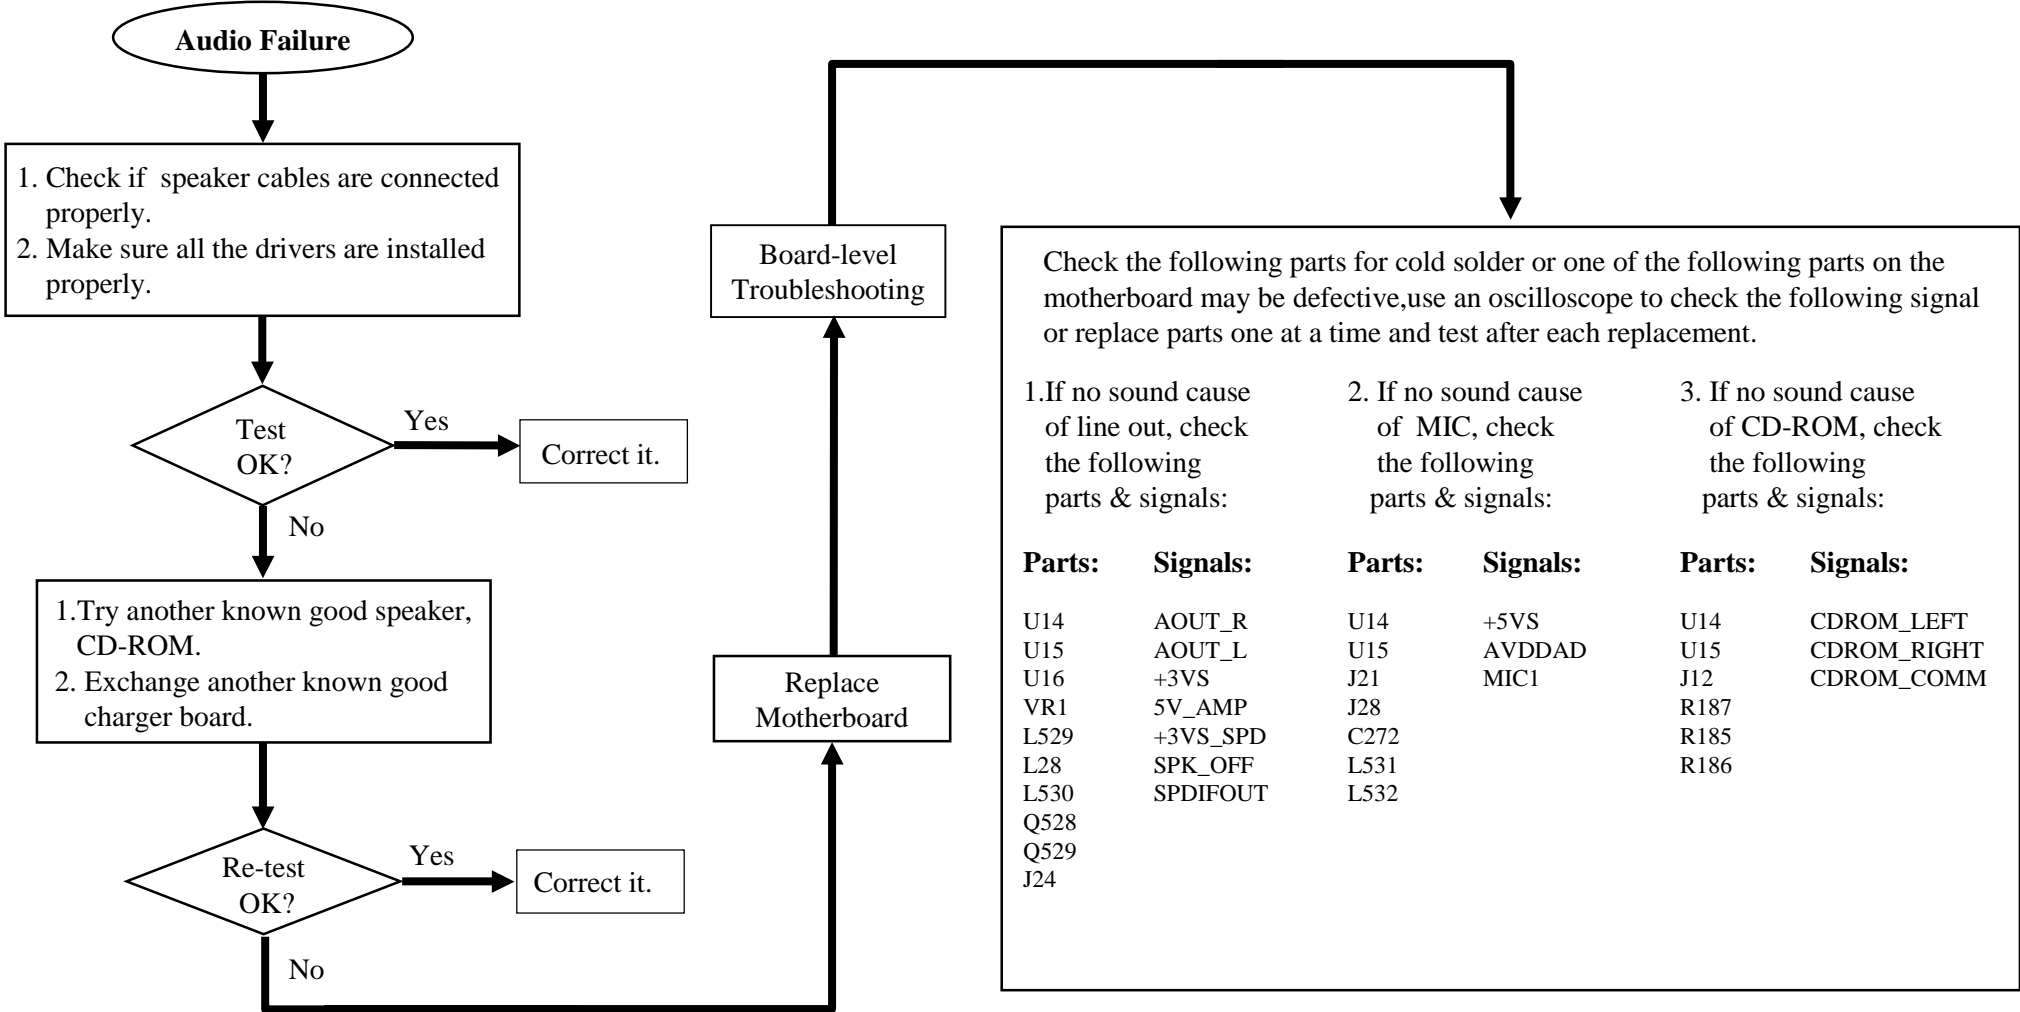 Audio Failure
1. Check if  speaker cables are connected
properly.
2. Make sure all the drivers are installed
properly.
Test
OK?
Yes
Correct it.
No
1.Try another known good speaker,
CD-ROM.
2. Exchange another known good
charger board.
Re-test
OK?
Yes
Correct it.
No
Replace
Motherboard
Board-level
Troubleshooting
Check the following parts for cold solder or one of the following parts on the
motherboard may be defective,use an oscilloscope to check the following signal
or replace parts one at a time and test after each replacement.
1.If no sound cause
of line out, check
the following
parts & signals:
Parts: Signals:
U14 AOUT_R
U15 AOUT_L
U16 +3VS
VR1 5V_AMP
L529 +3VS_SPD
L28 SPK_OFF
L530 SPDIFOUT
Q528
Q529
J24
2. If no sound cause
of  MIC, check
the following
parts & signals:
Parts: Signals:
U14 +5VS
U15 AVDDAD
J21 MIC1
J28
C272
L531
L532
3. If no sound cause
of CD-ROM, check
the following
parts & signals:
Parts: Signals:
U14 CDROM_LEFT
U15 CDROM_RIGHT
J12 CDROM_COMM
R187
R185
R186